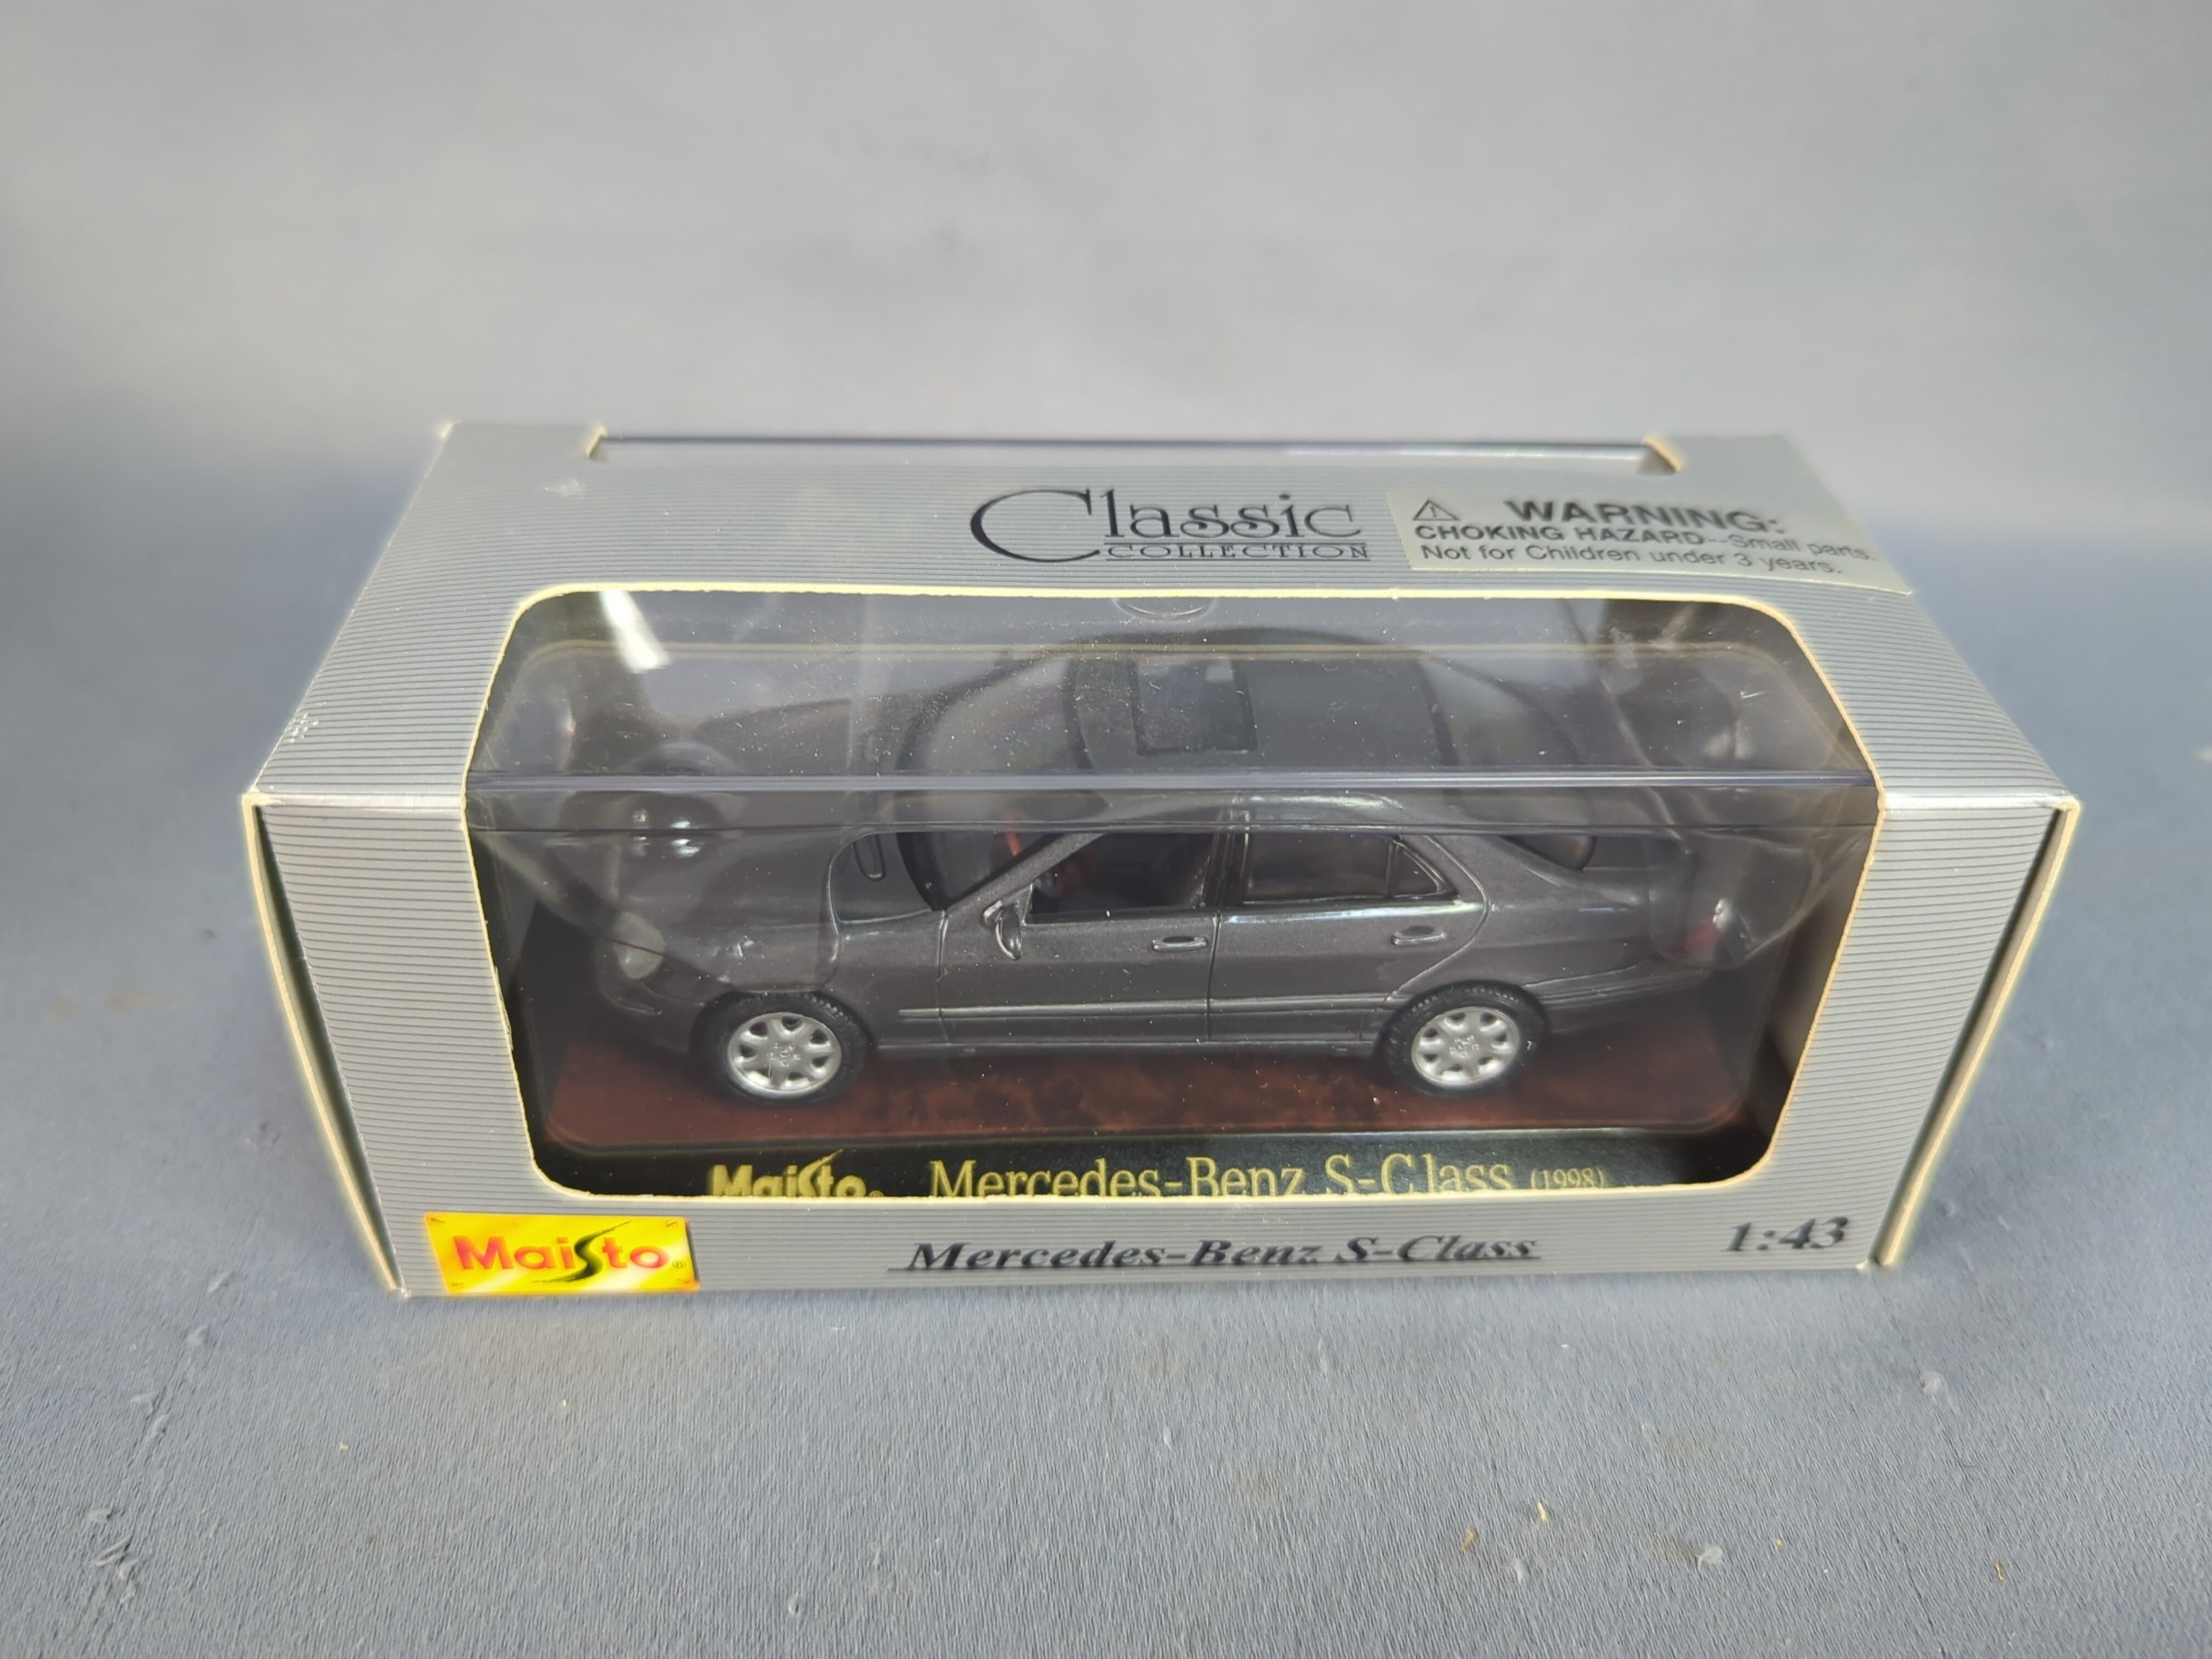 Classic
COLLECTION
WARNING:
CHOKING HAZARD--Small parts.
Not for Children under 3 years.
Maisto® Mercedes-Benz S-Class (1998)
Maisto®
Mercedes-Benz S-Class
1:43